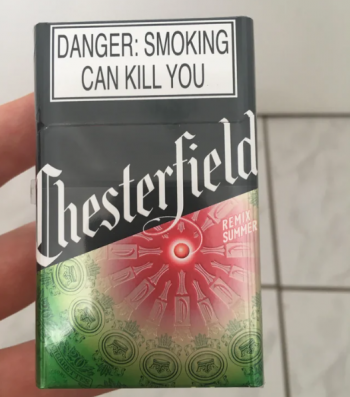 DANGER: SMOKING
CAN KILL YOU
Chesterfield
REMIX
SUMMER